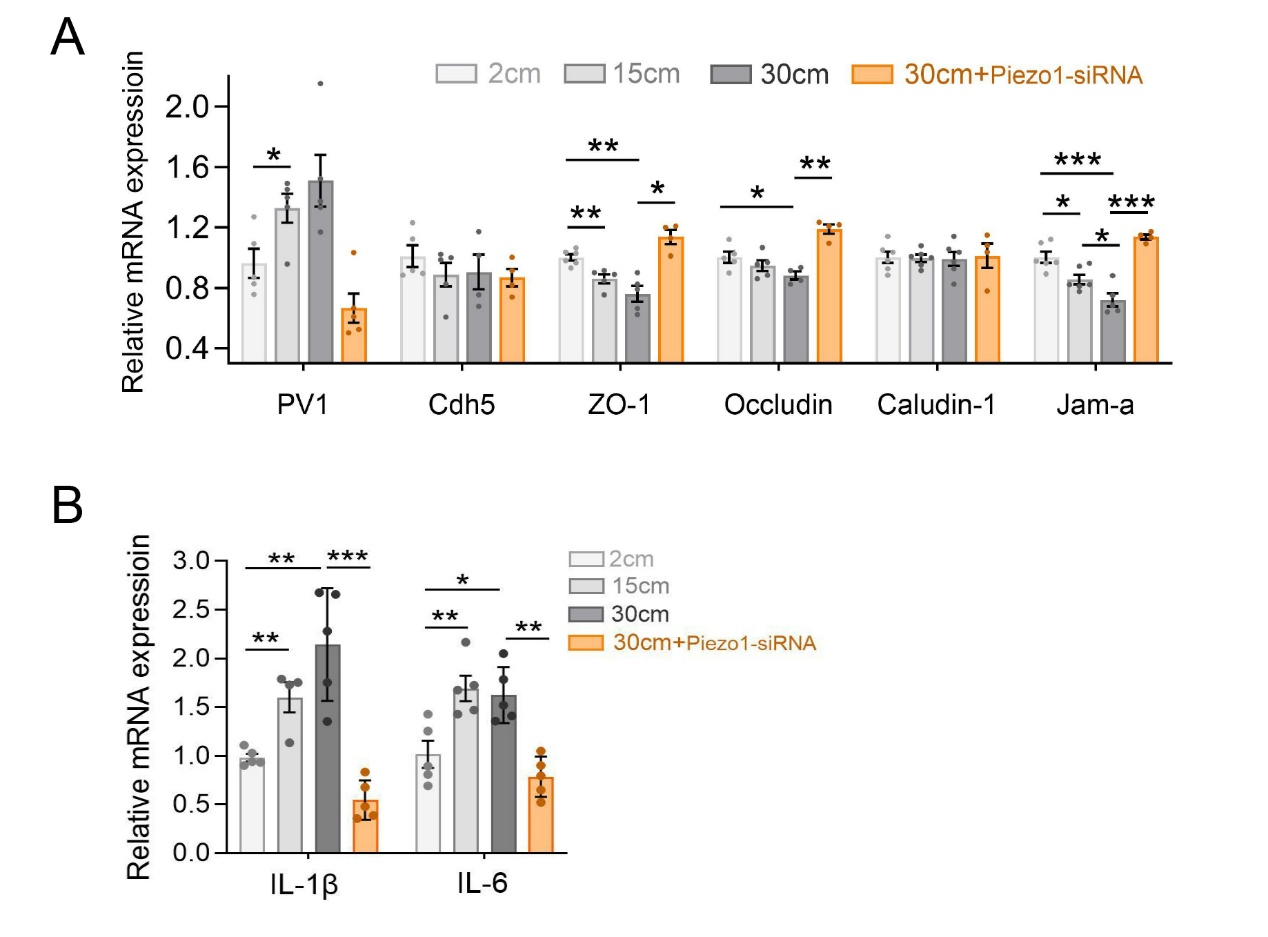 A
Relative mRNA expressioin
2cm 15cm 30cm 30cm+Piezo1-siRNA
2.0
1.6
1.2
0.8
0.4
*
** ** *
* **
*** * * ***
PV1 Cdh5 ZO-1 Occludin Caludin-1 Jam-a
B
Relative mRNA expressioin
3.0
2.5
2.0
1.5
1.0
0.5
0.0
** ** ***
* ** **
2cm
15cm
30cm
30cm+Piezo1-siRNA
IL-1β IL-6